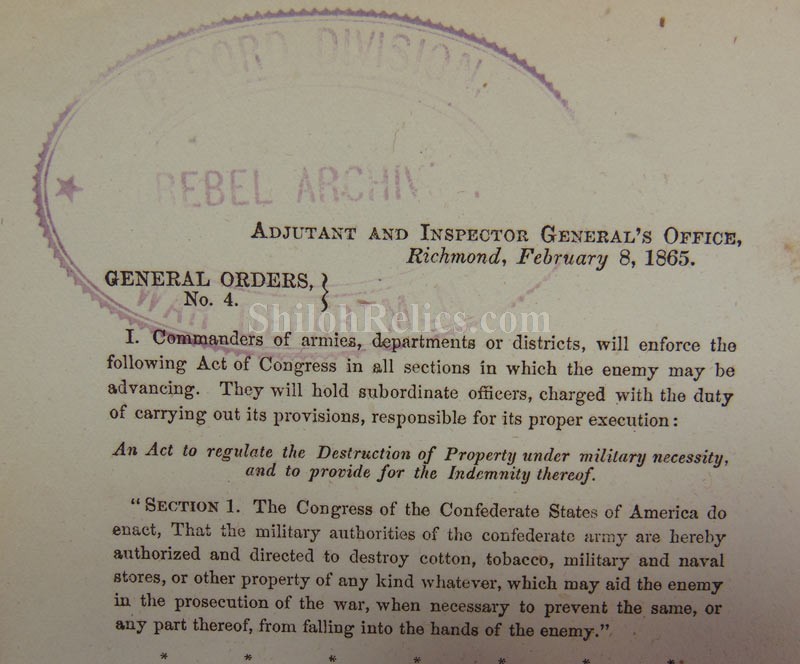 RECORD DIVISION,
REBEL ARCHIV
ADJUTANT AND INSPECTOR GENERAL'S OFFICE,
Richmond, February 8, 1865.
GENERAL ORDERS,
No. 4.
WAR
ShilohRelics.com
I. Commanders of armies, departments or districts, will enforce the
following Act of Congress in all sections in which the enemy may be
advancing. They will hold subordinate officers, charged with the duty
of carrying out its provisions, responsible for its proper execution:
An Act to regulate the Destruction of Property under military necessity,
and to provide for the Indemnity thereof.
"SECTION 1. The Congress of the Confederate States of America do
enact, That the military authorities of the confederate army are hereby
authorized and directed to destroy cotton, tobacco, military and naval
stores, or other property of any kind whatever, which may aid the enemy
in the prosecution of the war, when necessary to prevent the same, or
any part thereof, from falling into the hands of the enemy."
* * * * * * *